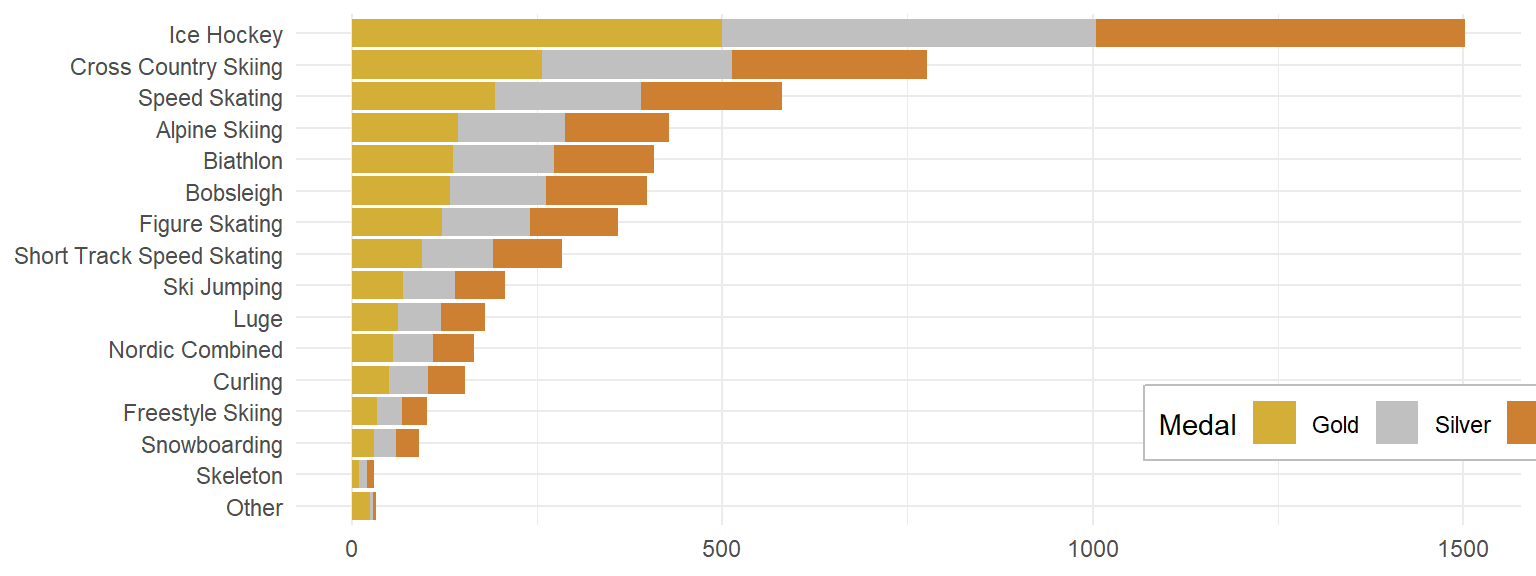 Ice Hockey
Cross Country Skiing
Speed Skating
Alpine Skiing
Biathlon
Bobsleigh
Figure Skating
Short Track Speed Skating
Ski Jumping
Luge
Nordic Combined
Curling
Freestyle Skiing
Snowboarding
Skeleton
Other
Medal Gold Silver
0 500 1000 1500